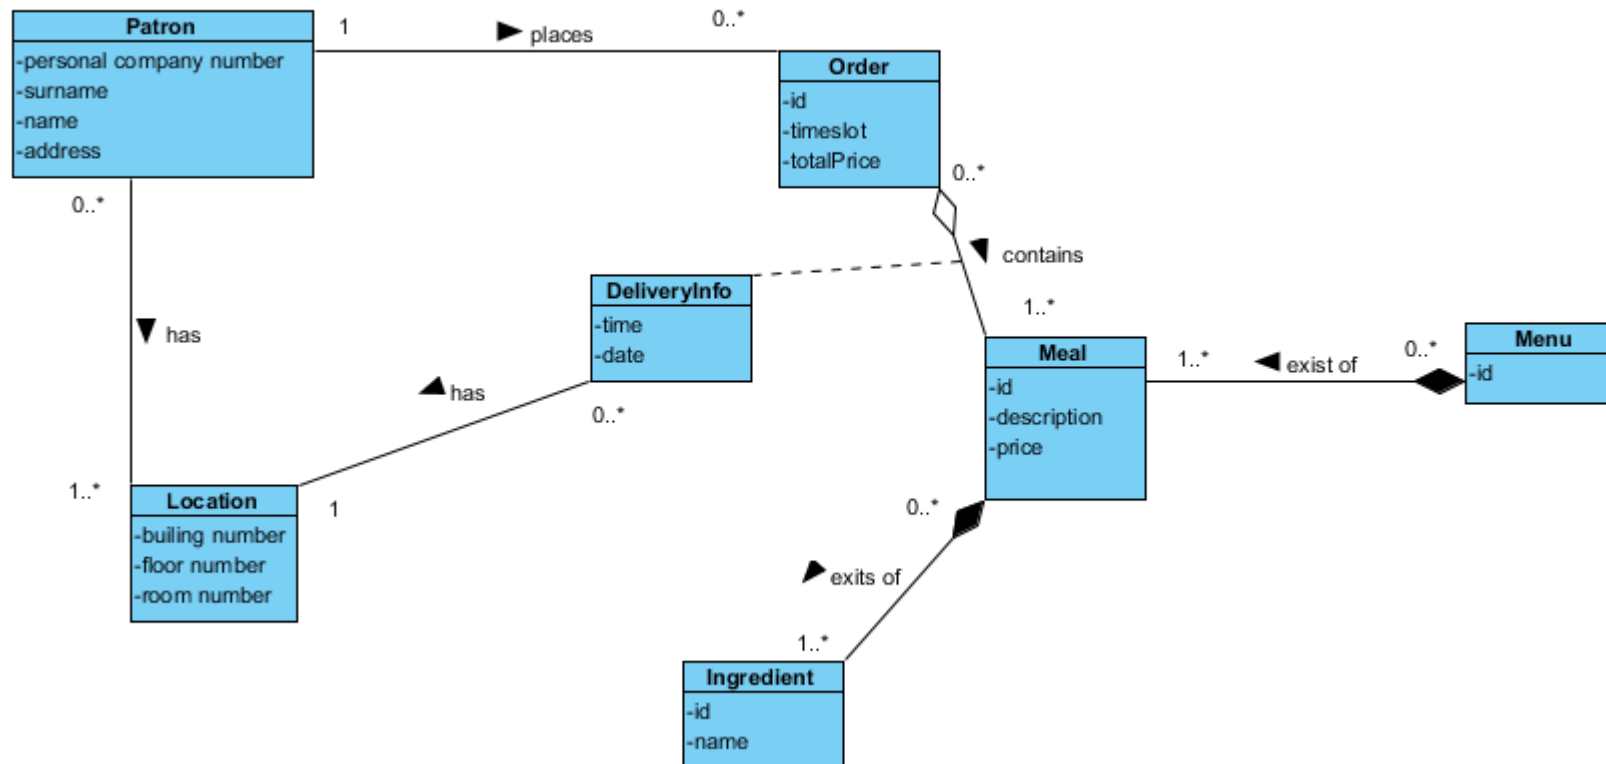 Patron
-personal company number
-surname
-name
-address
1
places
0..*
Order
-id
-timeslot
-totalPrice
0..*
0..*
contains
DeliveryInfo
-time
-date
1..*
has
Meal
-id
-description
-price
1..*
exist of
0..*
Menu
-id
has
0..*
1..*
Location
-builing number
-floor number
-room number
1
0..*
exits of
1..*
Ingredient
-id
-name